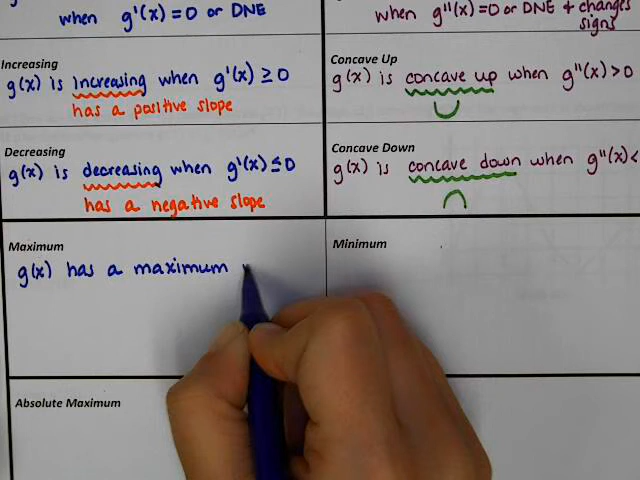 when g'(x)=0 or DNE
when g"(x)=0 or DNE + changes
signs
Increasing
g(x) is increasing when g'(x) ≥ 0
has a positive slope
Concave Up
g(x) is concave up when g"(x)>0
Decreasing
g(x) is decreasing when g'(x) ≤ 0
has a negative slope
Concave Down
g(x) is concave down when g"(x)<
Maximum
g(x) has a maximum
Minimum
Absolute Maximum